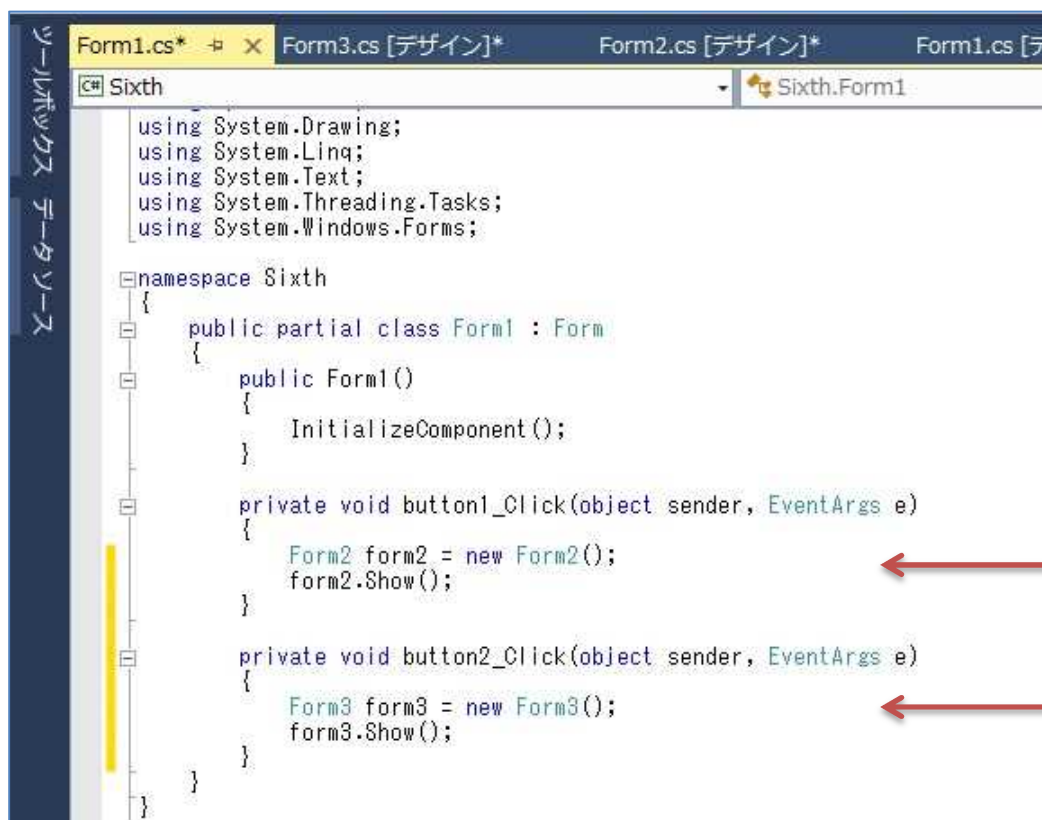 ツールボックス データ ソース
Form1.cs* Form3.cs [デザイン]* Form2.cs [デザイン]* Form1.cs [デ
C# Sixth Sixth.Form1
using System.Drawing;
using System.Linq;
using System.Text;
using System.Threading.Tasks;
using System.Windows.Forms;
namespace Sixth
{
public partial class Form1 : Form
{
public Form1()
{
InitializeComponent();
}
private void button1_Click(object sender, EventArgs e)
{
Form2 form2 = new Form2();
form2.Show();
}
private void button2_Click(object sender, EventArgs e)
{
Form3 form3 = new Form3();
form3.Show();
}
}
}